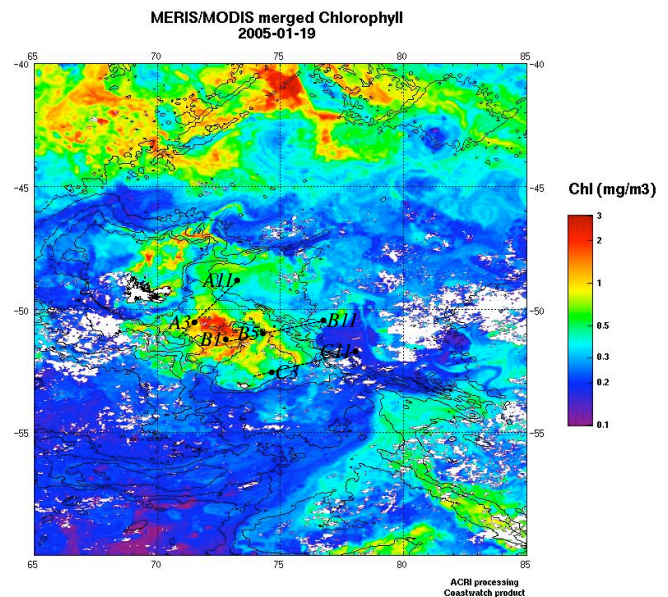 MERIS/MODIS merged Chlorophyll
2005-01-19
65 70 75 80 85
-40 -40
-45 -45
Chl (mg/m3)
3
2
1
0.5
0.3
0.2
0.1
A11
-50 -50
A3 B11
B1 B5
C11
C3
-55 -55
65 70 75 80 85
ACRI processing
Coastwatch product